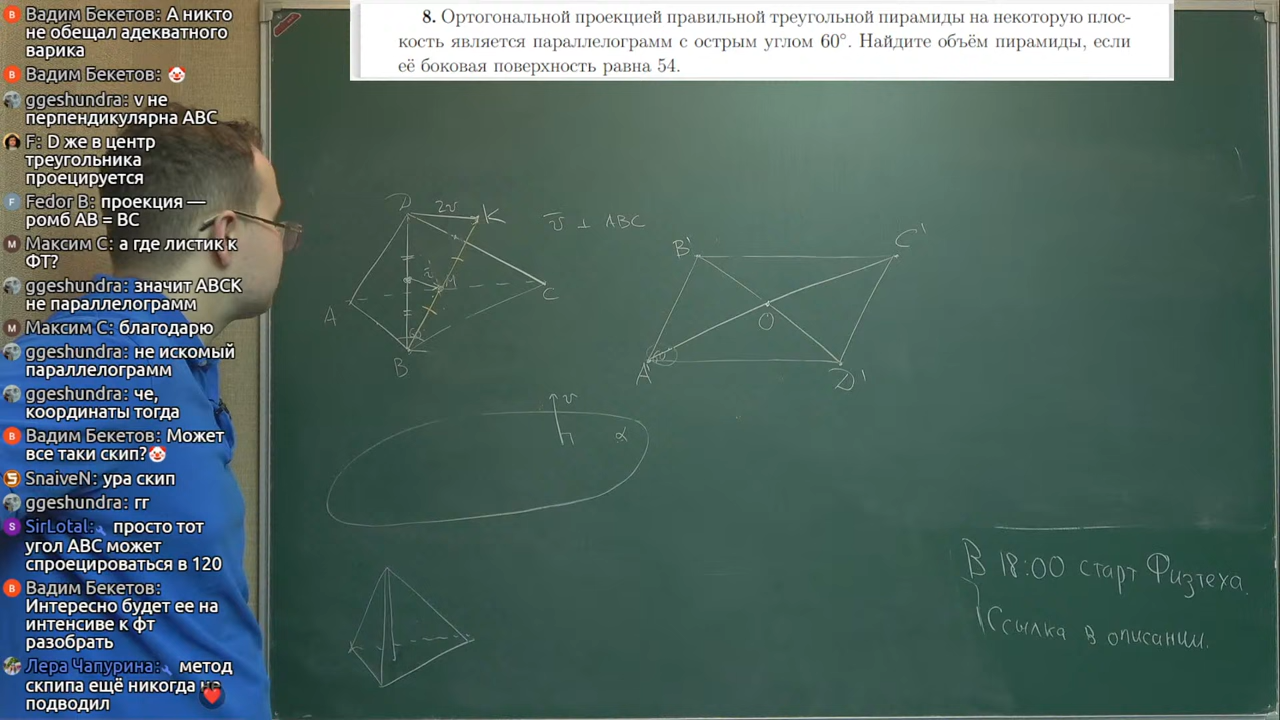 8. Ортогональной проекцией правильной треугольной пирамиды на некоторую плос-
кость является параллелограмм с острым углом 60°. Найдите объём пирамиды, если
её боковая поверхность равна 54.
Вадим Бекетов: А никто
не обещал адекватного
варика
Вадим Бекетов: 🤡
ggeshundra: v не
перпендикулярна ABC
F: D же в центр
треугольника
проецируется
Fedor B: проекция —
ромб AB = BC
Максим С: а где листик к
ФТ?
ggeshundra: значит ABCK
не параллелограмм
Максим С: благодарю
ggeshundra: не искомый
параллелограмм
ggeshundra: че,
координаты тогда
Вадим Бекетов: Может
все таки скип?🤡
SnaiveN: ура скип
ggeshundra: гг
SirLotal: просто тот
угол ABC может
спроецироваться в 120
Вадим Бекетов:
Интересно будет ее на
интенсиве к фт
разобрать
Лера Чапурина: метод
скпипа ещё никогда не
подводил
D 2v K
v ⊥ ABC
M
A
B
C
B'
C'
O
A'
D'
v
α
В 18:00 старт Физтеха.
Ссылка в описании.